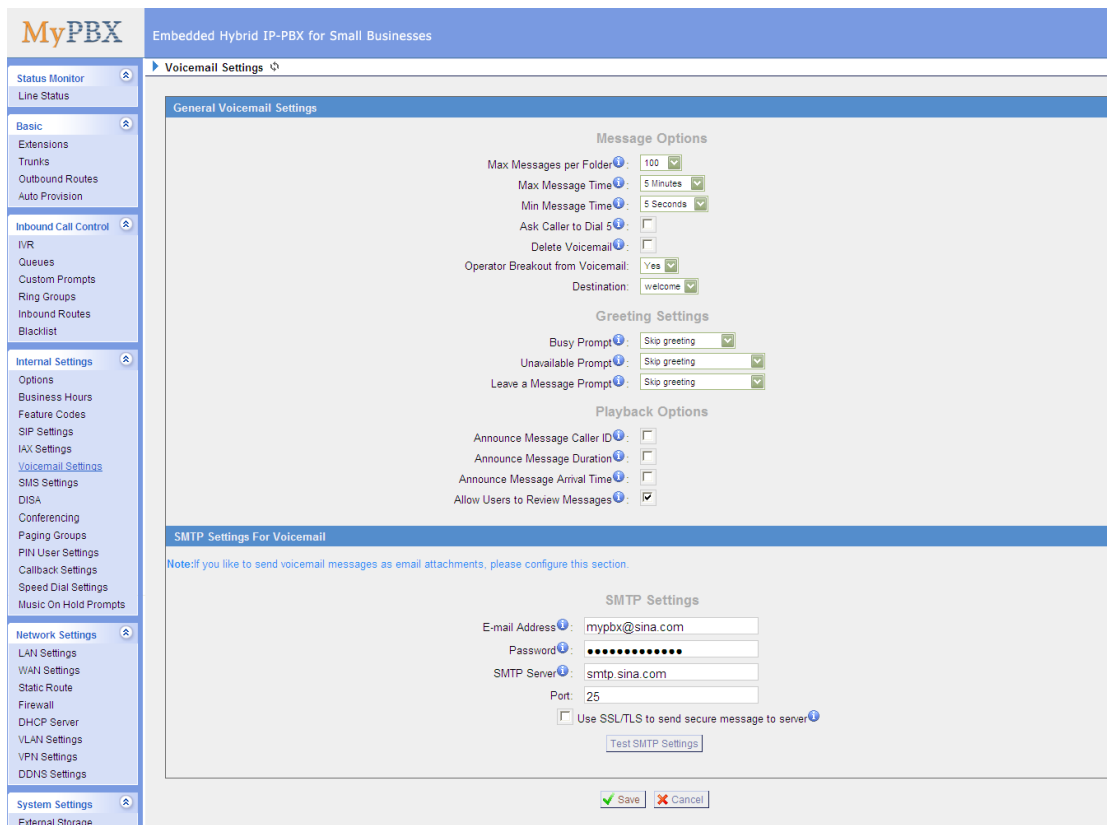 MyPBX
Embedded Hybrid IP-PBX for Small Businesses
Status Monitor
Line Status
Basic
Extensions
Trunks
Outbound Routes
Auto Provision
Inbound Call Control
IVR
Queues
Custom Prompts
Ring Groups
Inbound Routes
Blacklist
Internal Settings
Options
Business Hours
Feature Codes
SIP Settings
IAX Settings
Voicemail Settings
SMS Settings
DISA
Conferencing
Paging Groups
PIN User Settings
Callback Settings
Speed Dial Settings
Music On Hold Prompts
Network Settings
LAN Settings
WAN Settings
Static Route
Firewall
DHCP Server
VLAN Settings
VPN Settings
DDNS Settings
System Settings
External Storage
Voicemail Settings
General Voicemail Settings
Message Options
Max Messages per Folder : 100
Max Message Time : 5 Minutes
Min Message Time : 5 Seconds
Ask Caller to Dial 5 :
Delete Voicemail :
Operator Breakout from Voicemail: Yes
Destination: welcome
Greeting Settings
Busy Prompt : Skip greeting
Unavailable Prompt : Skip greeting
Leave a Message Prompt : Skip greeting
Playback Options
Announce Message Caller ID :
Announce Message Duration :
Announce Message Arrival Time :
Allow Users to Review Messages :
SMTP Settings For Voicemail
Note:If you like to send voicemail messages as email attachments, please configure this section.
SMTP Settings
E-mail Address : mypbx@sina.com
Password : •••••••••••••
SMTP Server : smtp.sina.com
Port: 25
Use SSL/TLS to send secure message to server
Test SMTP Settings
Save Cancel